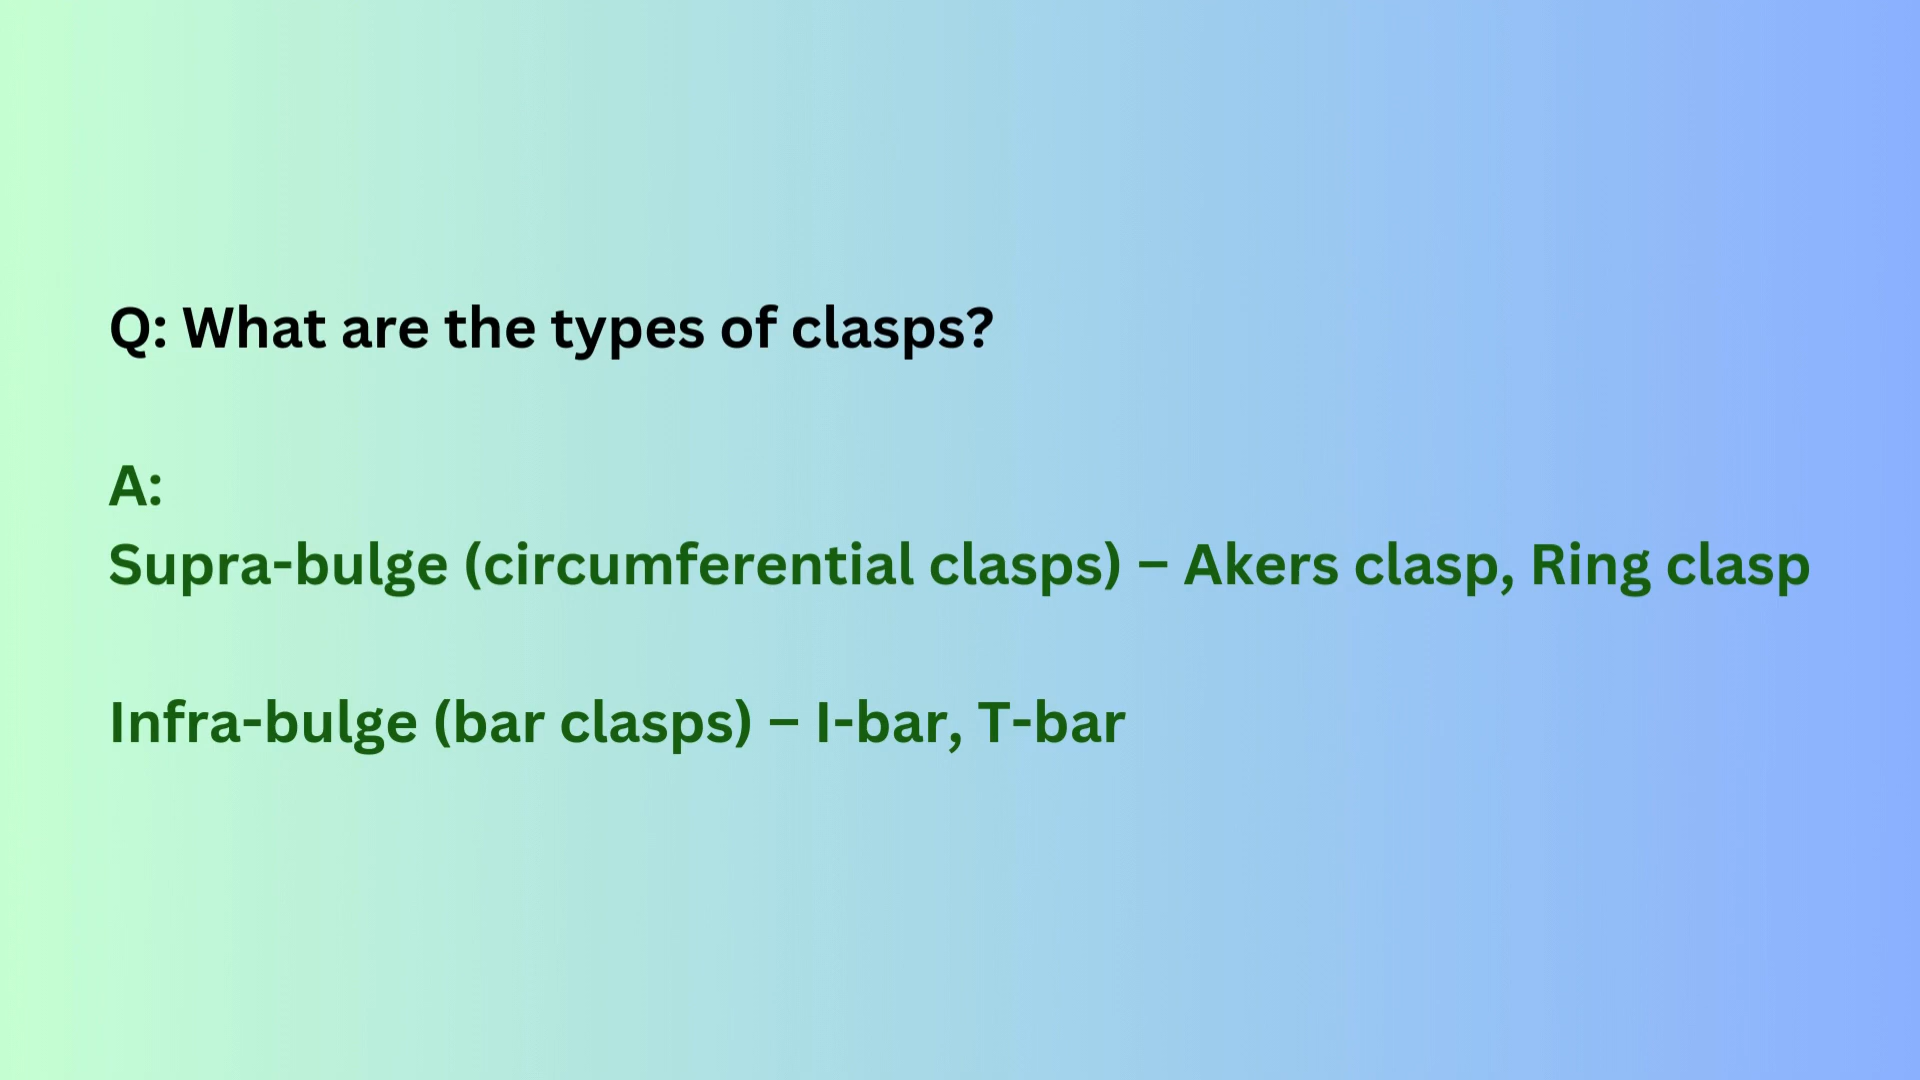 Q: What are the types of clasps?
A:
Supra-bulge (circumferential clasps) – Akers clasp, Ring clasp
Infra-bulge (bar clasps) – I-bar, T-bar